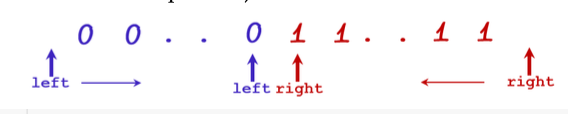 0 0 . . 0 1 1 . . 1 1
left left right right